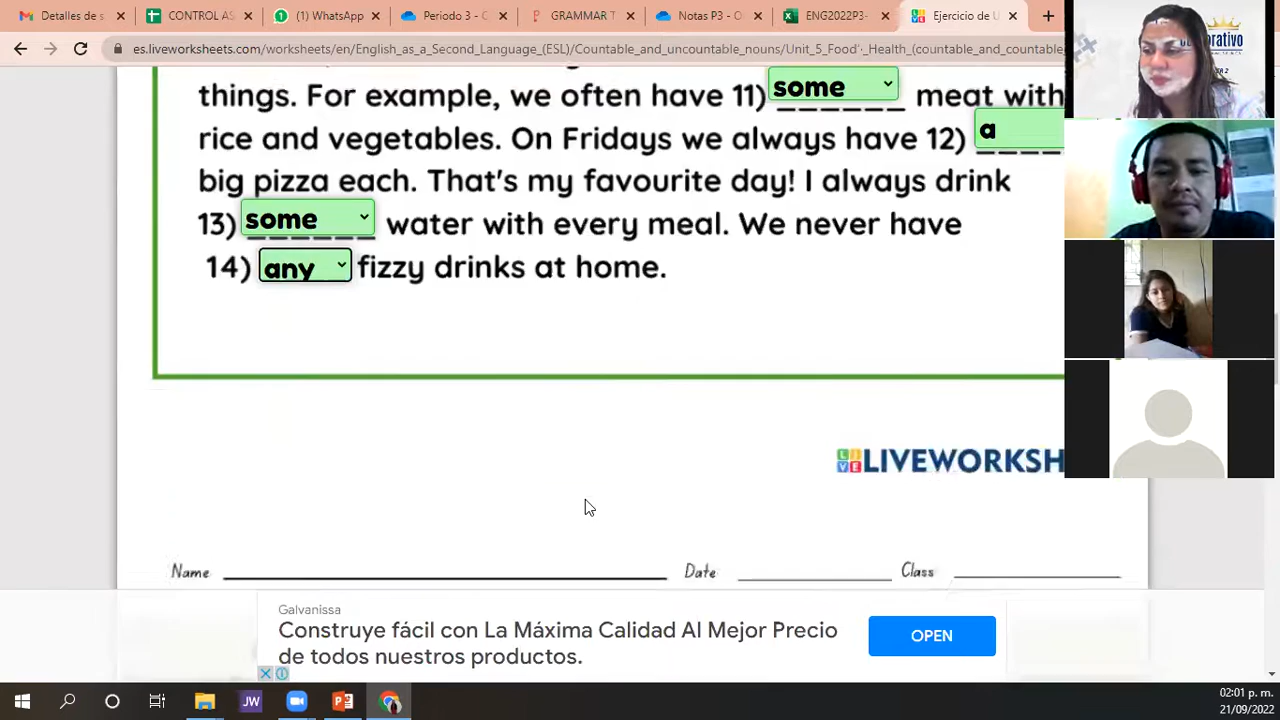 Detalles de s
CONTROL AS
(1) WhatsApp
Periodo 3 - C
GRAMMAR T
Notas P3 - O
ENG2022P3-
Ejercicio de U
es.liveworksheets.com/worksheets/en/English_as_a_Second_Language_(ESL)/Countable_and_uncountable_nouns/Unit_5_Food'-_Health_(countable_and_countable_
things. For example, we often have 11) some meat with
rice and vegetables. On Fridays we always have 12) a
big pizza each. That's my favourite day! I always drink
13) some water with every meal. We never have
14) any fizzy drinks at home.
LIVEWORKSH
Name Date Class
Galvanissa
Construye fácil con La Máxima Calidad Al Mejor Precio
de todos nuestros productos.
OPEN
JW
02:01 p. m.
21/09/2022